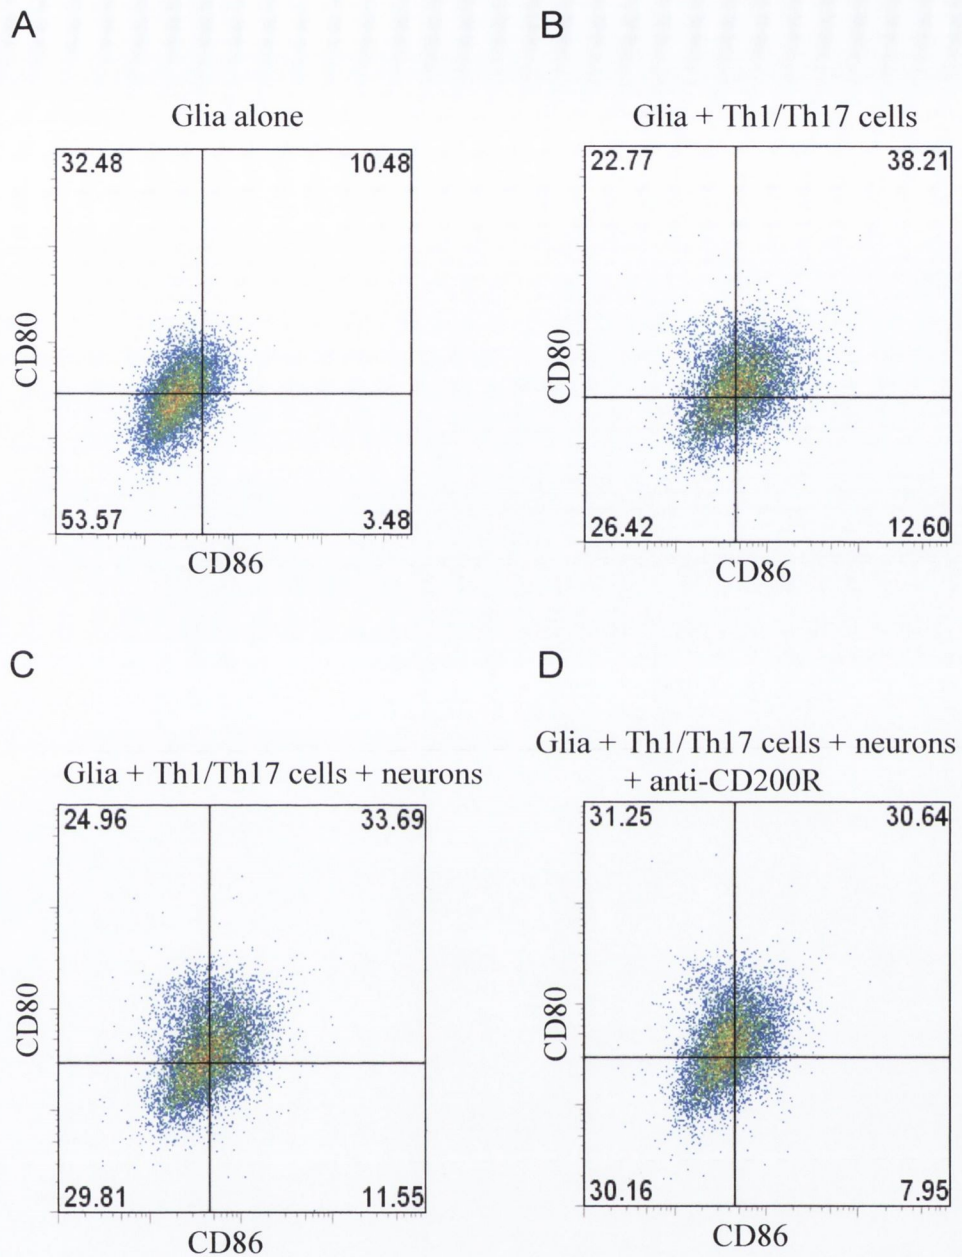 A
Glia alone
32.48 10.48
CD80
53.57 3.48
CD86
B
Glia + Th1/Th17 cells
22.77 38.21
CD80
26.42 12.60
CD86
C
Glia + Th1/Th17 cells + neurons
24.96 33.69
CD80
29.81 11.55
CD86
D
Glia + Th1/Th17 cells + neurons
+ anti-CD200R
31.25 30.64
CD80
30.16 7.95
CD86